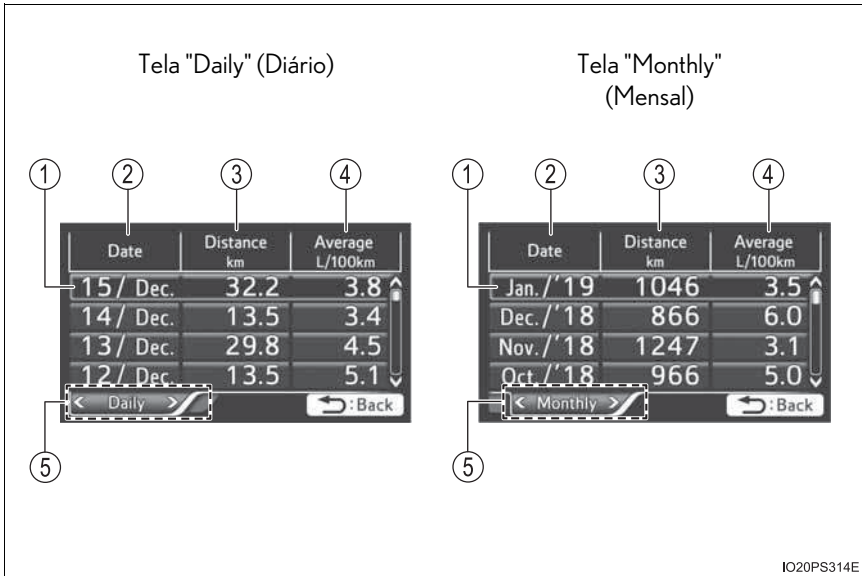 Tela "Daily" (Diário)
Tela "Monthly"
(Mensal)
1 2 3 4
Date Distance km Average L/100km
15/ Dec. 32.2 3.8
14/ Dec. 13.5 3.4
13/ Dec. 29.8 4.5
12/ Dec. 13.5 5.1
< Daily > :Back
5
1 2 3 4
Date Distance km Average L/100km
Jan./'19 1046 3.5
Dec./'18 866 6.0
Nov./'18 1247 3.1
Oct./'18 966 5.0
< Monthly > :Back
5
IO20PS314E